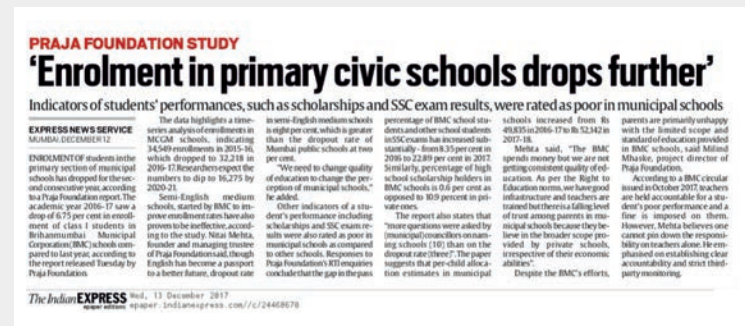 PRAJA FOUNDATION STUDY
'Enrolment in primary civic schools drops further'
Indicators of students' performances, such as scholarships and SSC exam results, were rated as poor in municipal schools
EXPRESS NEWS SERVICE
MUMBAI, DECEMBER 12
ENROLMENT OF students in the
primary section of municipal
schools has dropped for the sec-
ond consecutive year, according
to a Praja Foundation report. The
academic year 2016-17 saw a
drop of 6.75 per cent in enroll-
ment of class I students in
Brihanmumbai Municipal
Corporation (BMC) schools com-
pared to last year, according to
the report released Tuesday by
Praja Foundation.
The data highlights a time-
series analysis of enrollments in
MCGM schools, indicating
34,549 enrollments in 2015-16,
which dropped to 32,218 in
2016-17. Researchers expect the
numbers to dip to 16,275 by
2020-21.
Semi-English medium
schools, started by BMC to im-
prove enrollment rates have also
proven to be ineffective, accord-
ing to the study. Nitai Mehta,
founder and managing trustee
of Praja Foundation said, though
English has become a passport
to a better future, dropout rate
in semi-English medium schools
is eight per cent, which is greater
than the dropout rate of
Mumbai public schools at two
per cent.
"We need to change quality
of education to change the per-
ception of municipal schools,"
he added.
Other indicators of a stu-
dent's performance including
scholarships and SSC exam re-
sults were also rated as poor in
municipal schools as compared
to other schools. Responses to
Praja Foundation's RTI enquiries
conclude that the gap in the pass
percentage of BMC school stu-
dents and other school students
in SSC exams has increased sub-
stantially - from 8.35 per cent in
2016 to 22.89 per cent in 2017.
Similarly, percentage of high
school scholarship holders in
BMC schools is 0.6 per cent as
opposed to 10.9 percent in pri-
vate ones.
The report also states that
"more questions were asked by
(municipal) councillors on nam-
ing schools (10) than on the
dropout rate (three)". The paper
suggests that per-child alloca-
tion estimates in municipal
schools increased from Rs
49,835 in 2016-17 to Rs 52,142 in
2017-18.
Mehta said, "The BMC
spends money but we are not
getting consistent quality of ed-
ucation. As per the Right to
Education norms, we have good
infrastructure and teachers are
trained but there is a falling level
of trust among parents in mu-
nicipal schools because they be-
lieve in the broader scope pro-
vided by private schools,
irrespective of their economic
abilities".
Despite the BMC's efforts,
parents are primarily unhappy
with the limited scope and
standard of education provided
in BMC schools, said Milind
Mhaske, project director of
Praja Foundation.
According to a BMC circular
issued in October 2017, teachers
are held accountable for a stu-
dent's poor performance and a
fine is imposed on them.
However, Mehta believes one
cannot pin down the responsi-
bility on teachers alone. He em-
phasised on establishing clear
accountability and strict third-
party monitoring.
The Indian EXPRESS Wed, 13 December 2017
epaper editions epaper.indianexpress.com//c/24468670